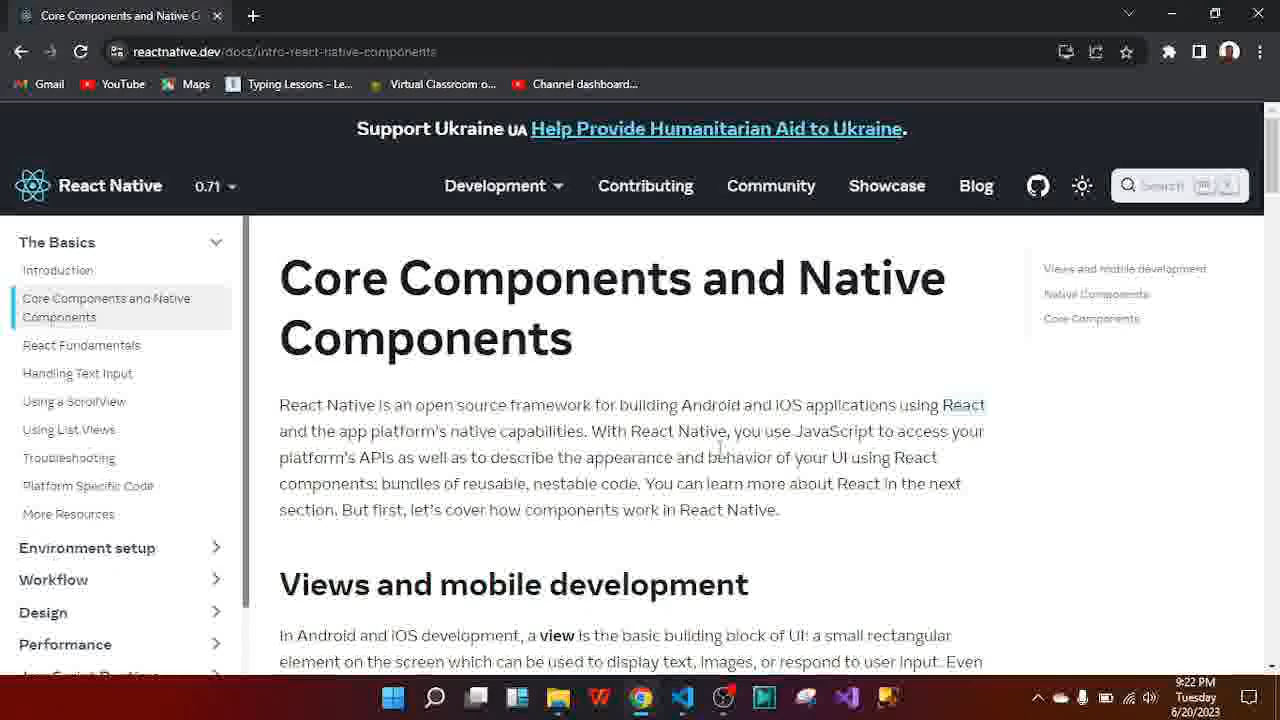 Core Components and Native C
reactnative.dev/docs/intro-react-native-components
Gmail
YouTube
Maps
Typing Lessons - Le...
Virtual Classroom o...
Channel dashboard...
Support Ukraine UA Help Provide Humanitarian Aid to Ukraine.
React Native
0.71
Development
Contributing
Community
Showcase
Blog
Search
The Basics
Introduction
Core Components and Native
Components
React Fundamentals
Handling Text Input
Using a ScrollView
Using List Views
Troubleshooting
Platform Specific Code
More Resources
Environment setup
Workflow
Design
Performance
Core Components and Native
Components
React Native is an open source framework for building Android and iOS applications using React
and the app platform's native capabilities. With React Native, you use JavaScript to access your
platform's APIs as well as to describe the appearance and behavior of your UI using React
components: bundles of reusable, nestable code. You can learn more about React in the next
section. But first, let's cover how components work in React Native.
Views and mobile development
In Android and iOS development, a view is the basic building block of UI: a small rectangular
element on the screen which can be used to display text, images, or respond to user input. Even
Views and mobile development
Native Components
Core Components
9:22 PM
Tuesday
6/20/2023